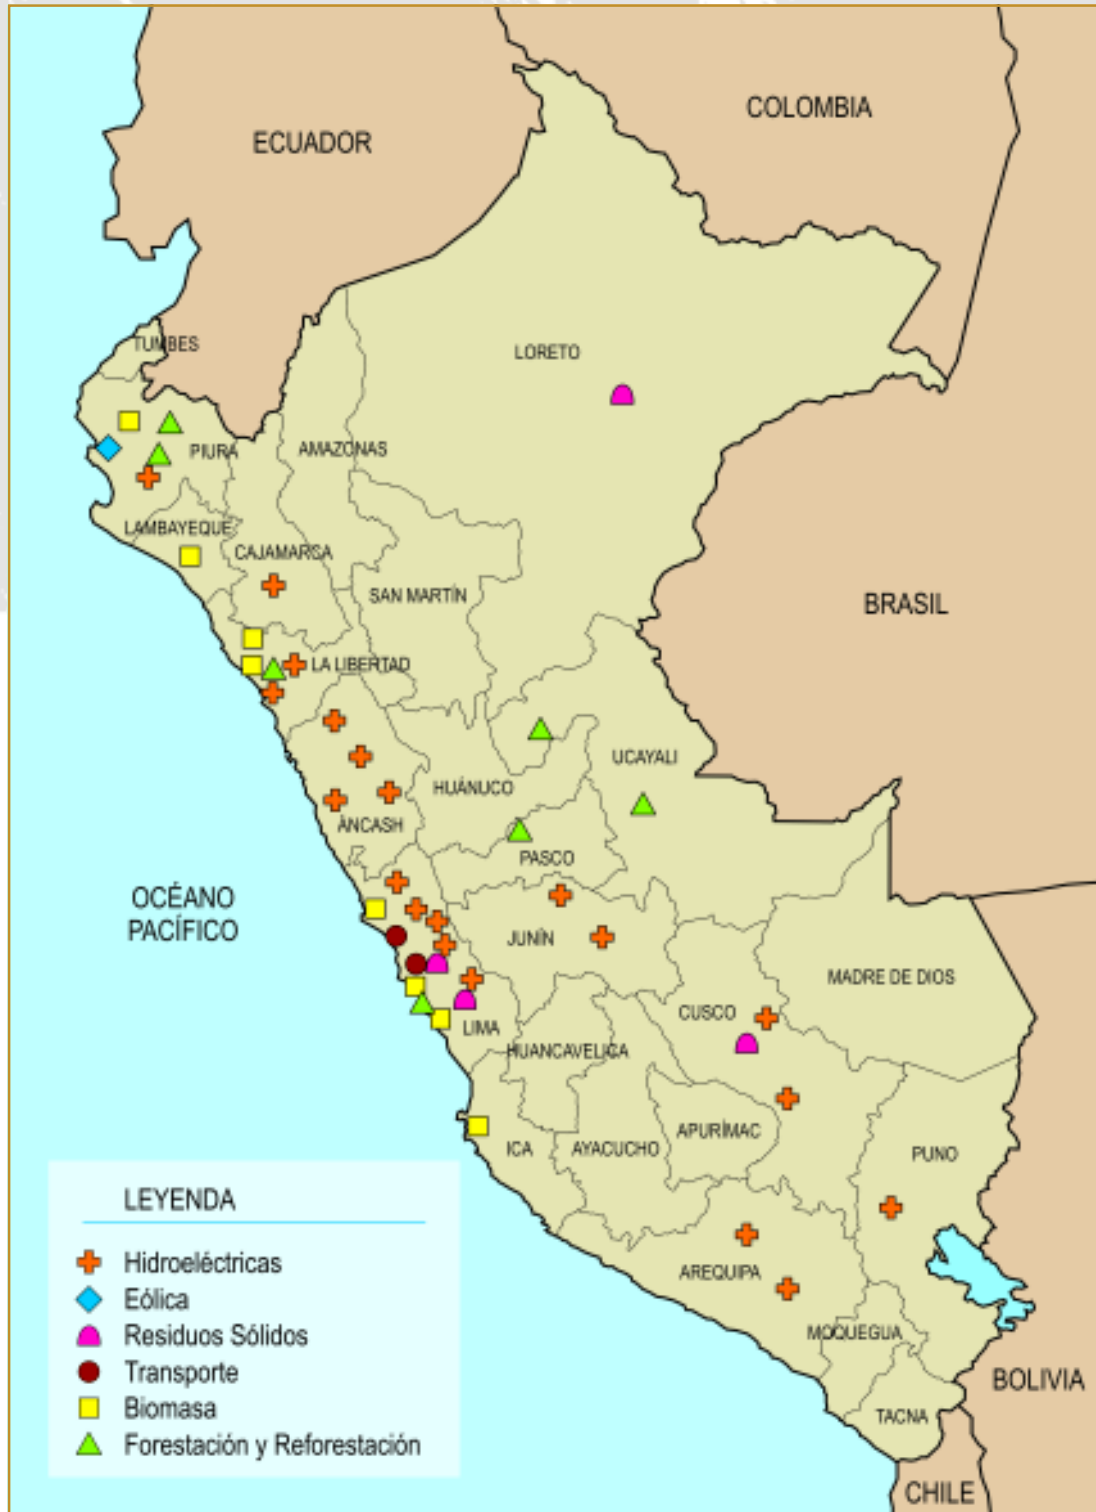 COLOMBIA
ECUADOR
TUMBES
LORETO
PIURA
AMAZONAS
LAMBAYEQUE
CAJAMARCA
SAN MARTÍN
BRASIL
LA LIBERTAD
UCAYALI
HUÁNUCO
ÀNCASH
PASCO
OCÉANO
PACÍFICO
JUNÍN
MADRE DE DIOS
CUSCO
LIMA
HUANCAVELICA
APURÍMAC
ICA
AYACUCHO
PUNO
AREQUIPA
MOQUEGUA
BOLIVIA
TACNA
CHILE
LEYENDA
Hidroeléctricas
Eólica
Residuos Sólidos
Transporte
Biomasa
Forestación y Reforestación